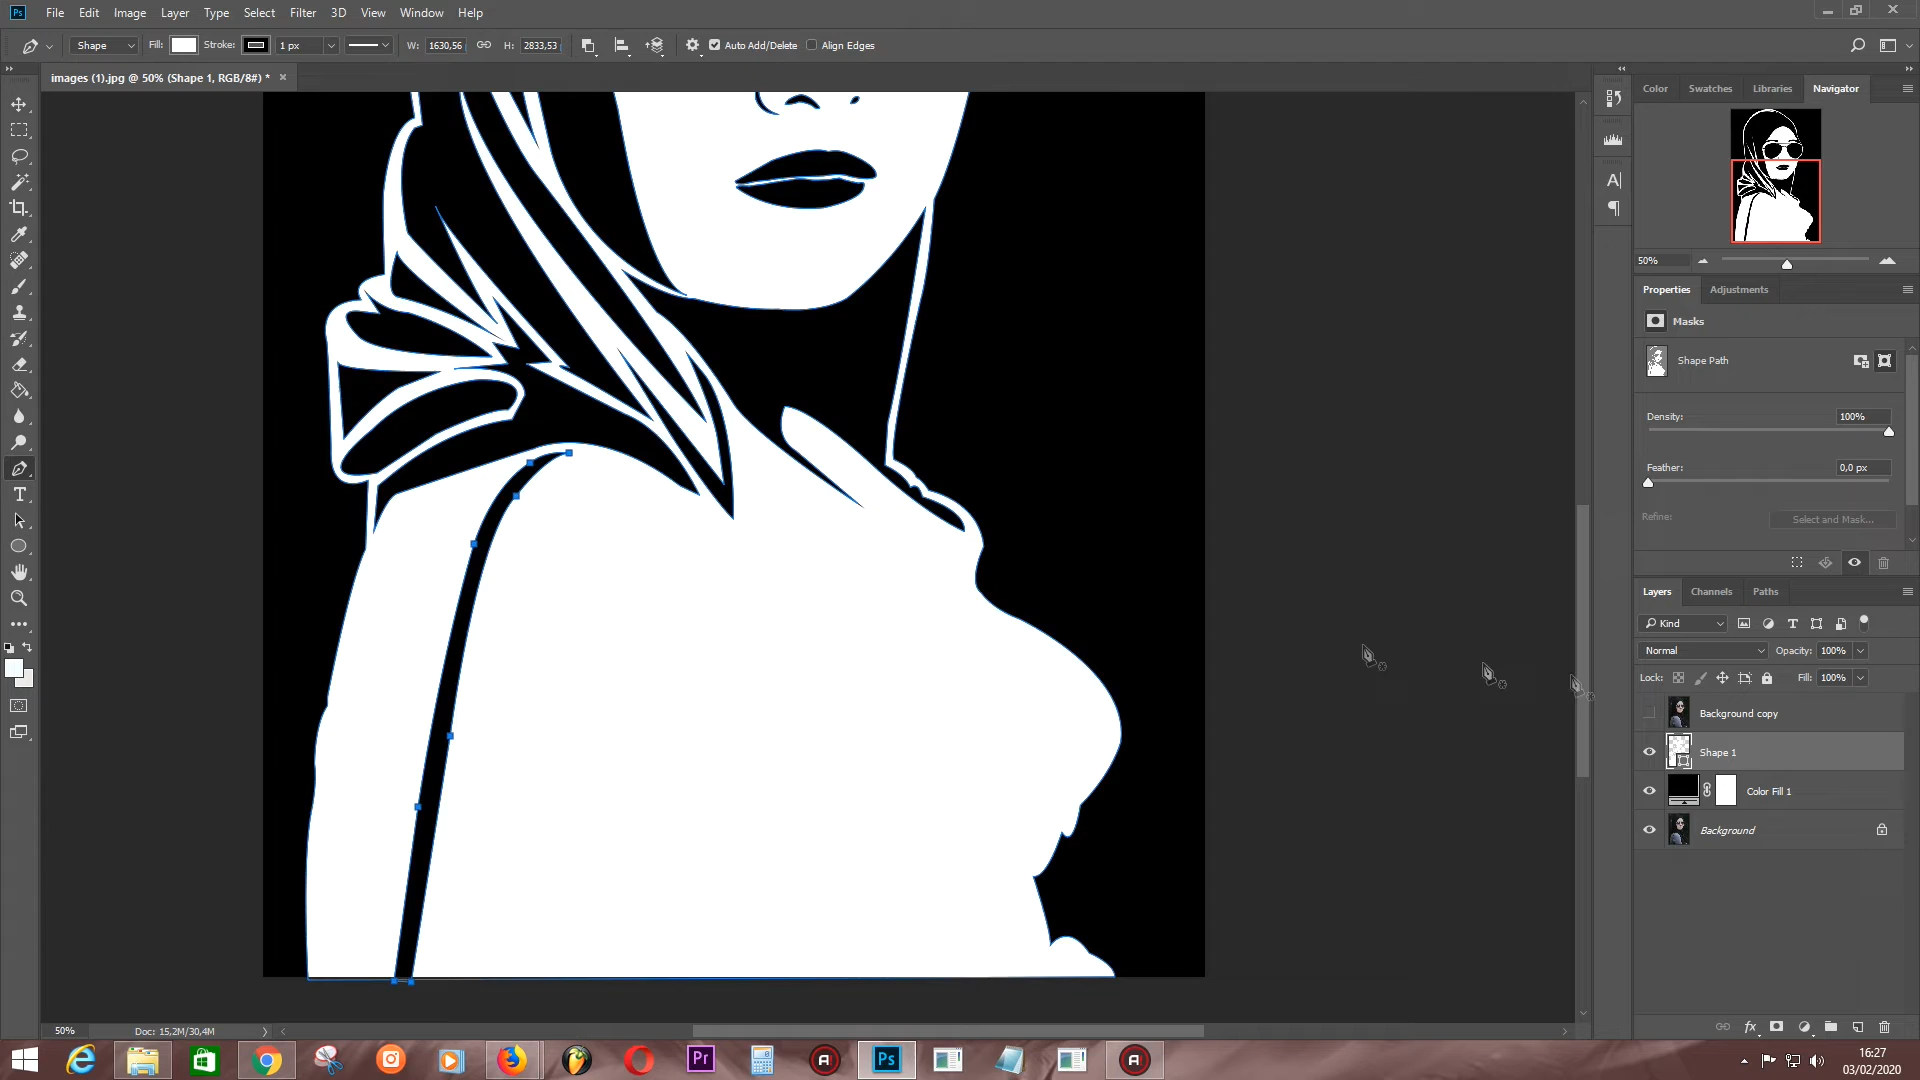 Ps File Edit Image Layer Type Select Filter 3D View Window Help
Shape Fill: Stroke: 1 px W: 1630,56 H: 2833,53 Auto Add/Delete Align Edges
images (1).jpg @ 50% (Shape 1, RGB/8#) *
Color Swatches Libraries Navigator
50%
Properties Adjustments
Masks
Shape Path
Density: 100%
Feather: 0,0 px
Refine: Select and Mask...
Layers Channels Paths
Kind
Normal Opacity: 100%
Lock: Fill: 100%
Background copy
Shape 1
Color Fill 1
Background
50% Doc: 15,2M/30,4M
Pr Ps
16:27
03/02/2020